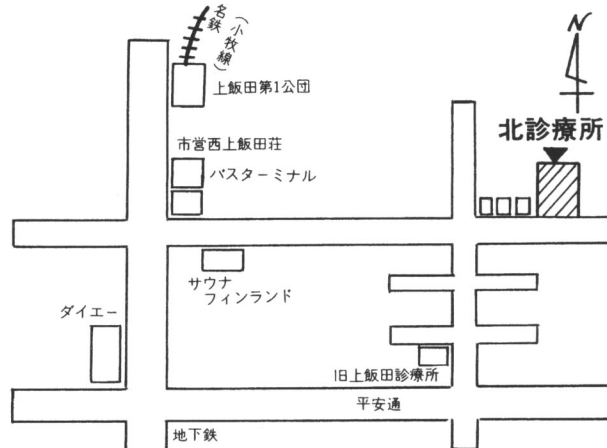 名鉄
(小牧線)
N
上飯田第1公団
北診療所
市営西上飯田荘
バスターミナル
サウナ
フィンランド
ダイエー
旧上飯田診療所
平安通
地下鉄